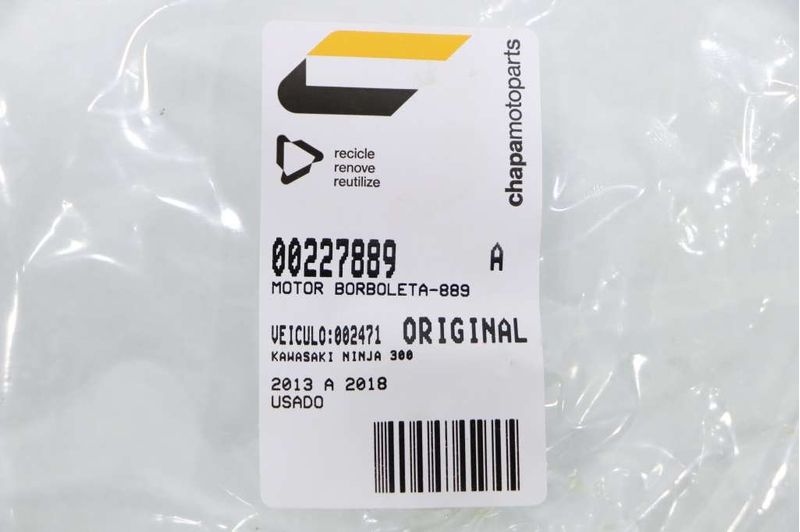 chapamotoparts
recicle
renove
reutilize
00227889 A
MOTOR BORBOLETA-889
VEICULO:002471 ORIGINAL
KAWASAKI NINJA 300
2013 A 2018
USADO